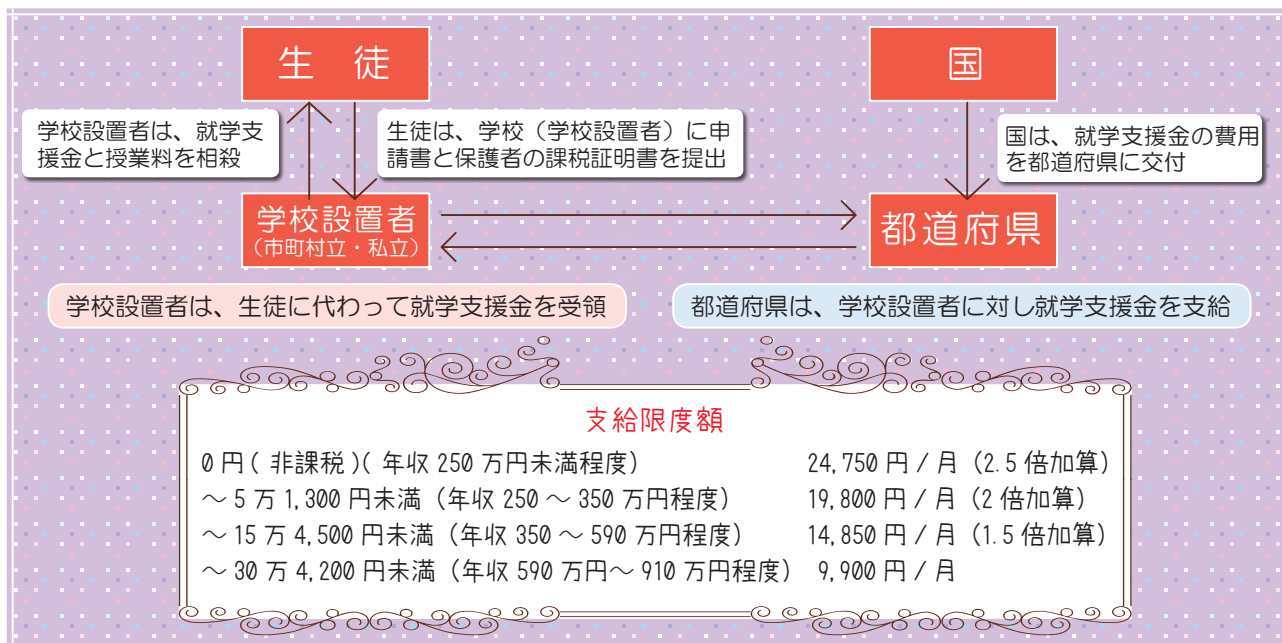 生 徒
国
学校設置者は、就学支
援金と授業料を相殺
生徒は、学校（学校設置者）に申
請書と保護者の課税証明書を提出
国は、就学支援金の費用
を都道府県に交付
学校設置者
（市町村立・私立）
都道府県
学校設置者は、生徒に代わって就学支援金を受領
都道府県は、学校設置者に対し就学支援金を支給
支給限度額
0円(非課税)(年収250万円未満程度) 24,750円/月（2.5倍加算）
～5万1,300円未満（年収250～350万円程度） 19,800円/月（2倍加算）
～15万4,500円未満（年収350～590万円程度） 14,850円/月（1.5倍加算）
～30万4,200円未満（年収590万円～910万円程度） 9,900円/月